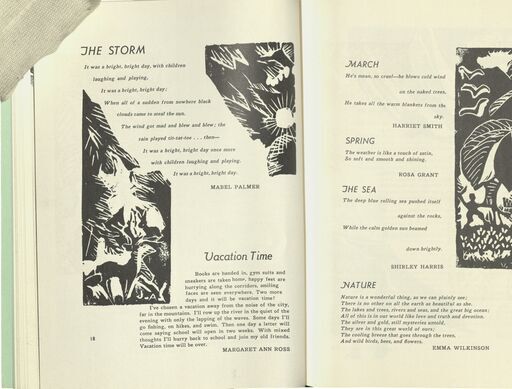 THE STORM
It was a bright, bright day, with children
laughing and playing,
It was a bright, bright day;
When all of a sudden from nowhere black
clouds came to steal the sun.
The wind got mad and blew and blew; the
rain played tit-tat-toe . . . then—
It was a bright, bright day once more
with children laughing and playing.
It was a bright, bright day.
MABEL PALMER
Vacation Time
Books are handed in, gym suits and
sneakers are taken home, happy feet are
hurrying along the corridors, smiling
faces are seen everywhere. Two more
days and it will be vacation time!
I've chosen a vacation away from the noise of the city,
far in the mountains. I'll row up the river in the quiet of the
evening with only the lapping of the waves. Some days I'll
go fishing, on hikes, and swim. Then one day a letter will
come saying school will open in two weeks. With mixed
thoughts I'll hurry back to school and join my old friends.
Vacation time will be over.
MARGARET ANN ROSS
18
MARCH
He's mean, so cruel—he blows cold wind
on the naked trees,
He takes all the warm blankets from the
sky.
HARRIET SMITH
SPRING
The weather is like a touch of satin,
So soft and smooth and shining.
ROSA GRANT
THE SEA
The deep blue rolling sea pushed itself
against the rocks,
While the calm golden sun beamed
down brightly.
SHIRLEY HARRIS
NATURE
Nature is a wonderful thing, as we can plainly see;
There is no other on all the earth as beautiful as she.
The lakes and trees, rivers and seas, and the great big ocean;
All of this is in our world like love and truth and devotion.
The silver and gold, still mysteries untold,
They are in this great world of ours;
The cooling breeze that goes through the trees,
And wild birds, bees, and flowers.
EMMA WILKINSON